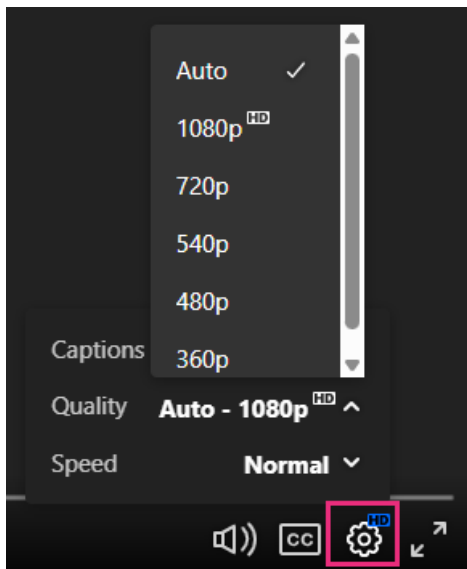 Auto
1080p HD
720p
540p
480p
360p
Captions
Quality Auto - 1080p HD
Speed Normal
CC HD